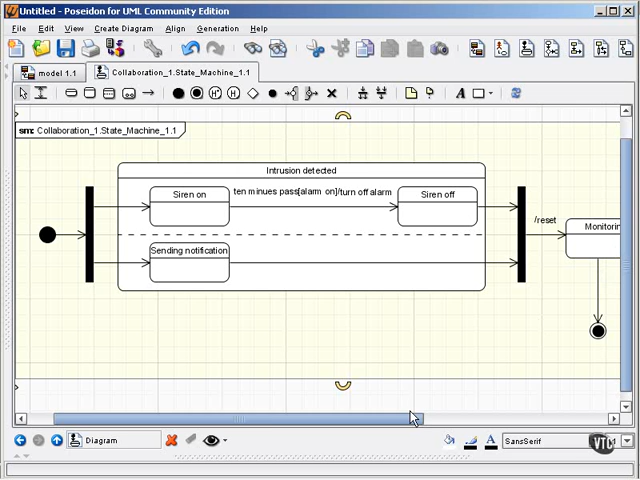 Untitled - Poseidon for UML Community Edition
File Edit View Create Diagram Align Generation Help
model 1.1 Collaboration_1.State_Machine_1.1
sm: Collaboration_1.State_Machine_1.1
Intrusion detected
Siren on
ten minues pass[alarm on]/turn off alarm
Siren off
/reset
Monitorin
Sending notification
Diagram
SansSerif
VTC